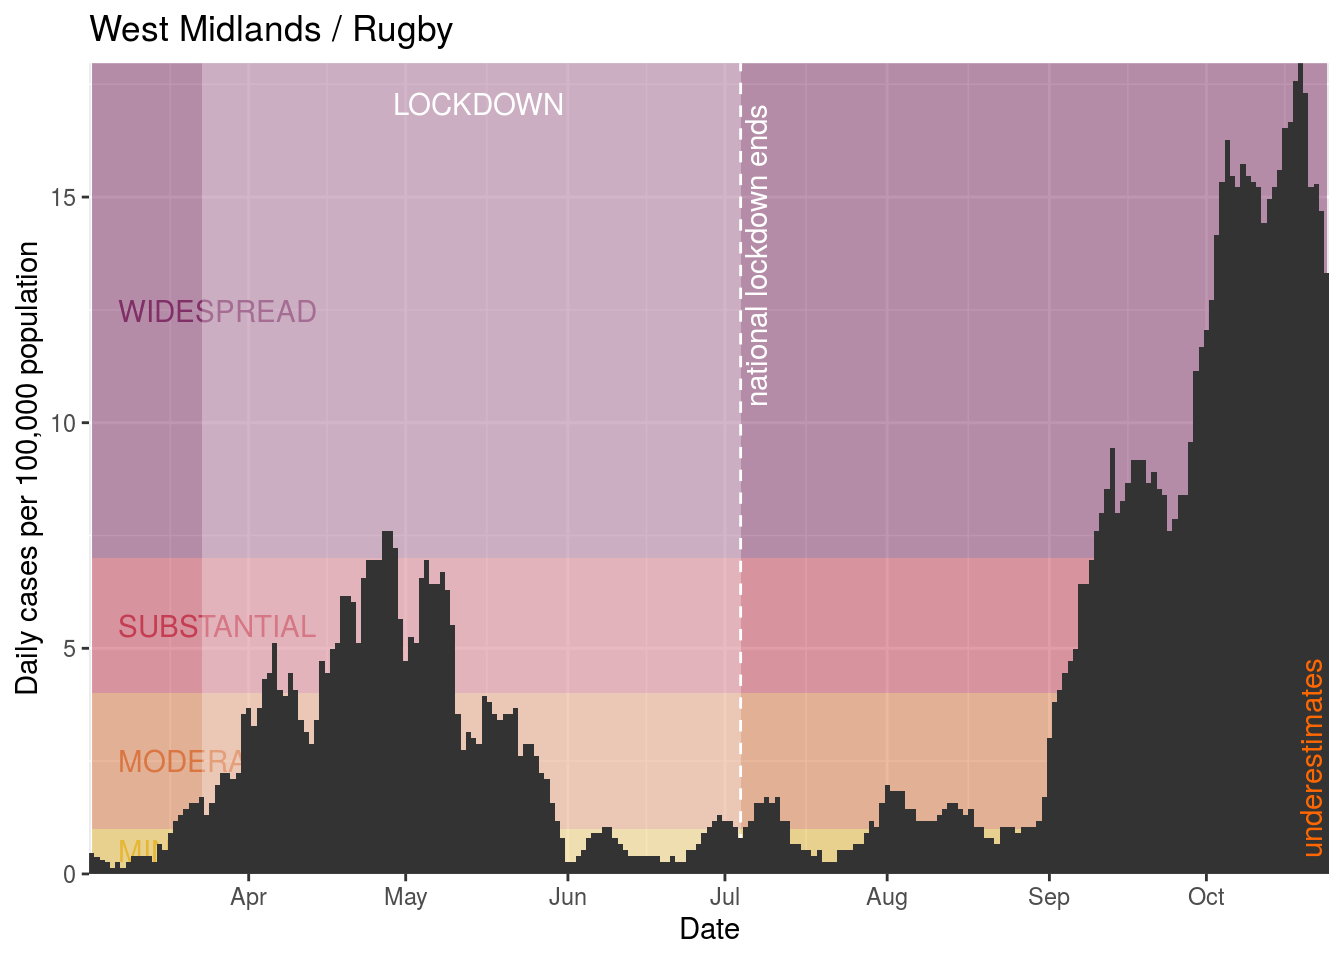 West Midlands / Rugby
LOCKDOWN
national lockdown ends
WIDESPREAD
SUBSTANTIAL
underestimates
15
10
5
0
Daily cases per 100,000 population
Apr May Jun Jul Aug Sep Oct
Date